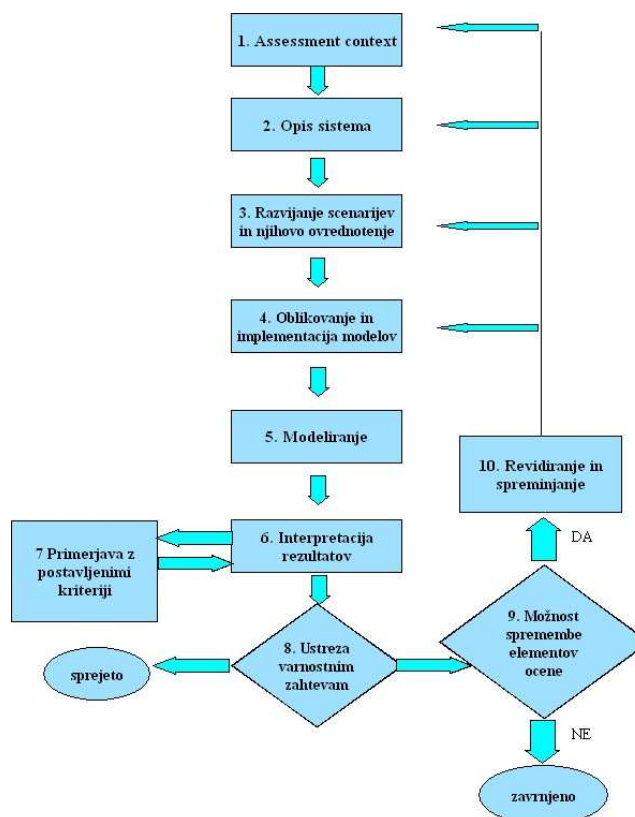 1. Assessment context
2. Opis sistema
3. Razvijanje scenarijev
in njihovo ovrednotenje
4. Oblikovanje in
implementacija modelov
5. Modeliranje
10. Revidiranje in
spreminjanje
6. Interpretacija
rezultatov
7 Primerjava z
postavljenimi
kriteriji
DA
8. Ustreza
varnostnim
zahtevam
9. Možnost
spremembe
elementov
ocene
sprejeto
NE
zavrnjeno